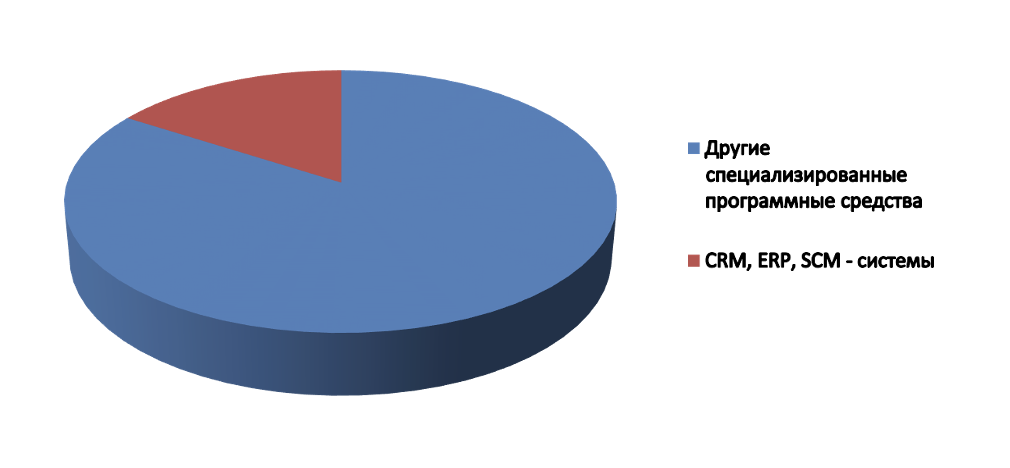 Другие
специализированные
программные средства
CRM, ERP, SCM - системы